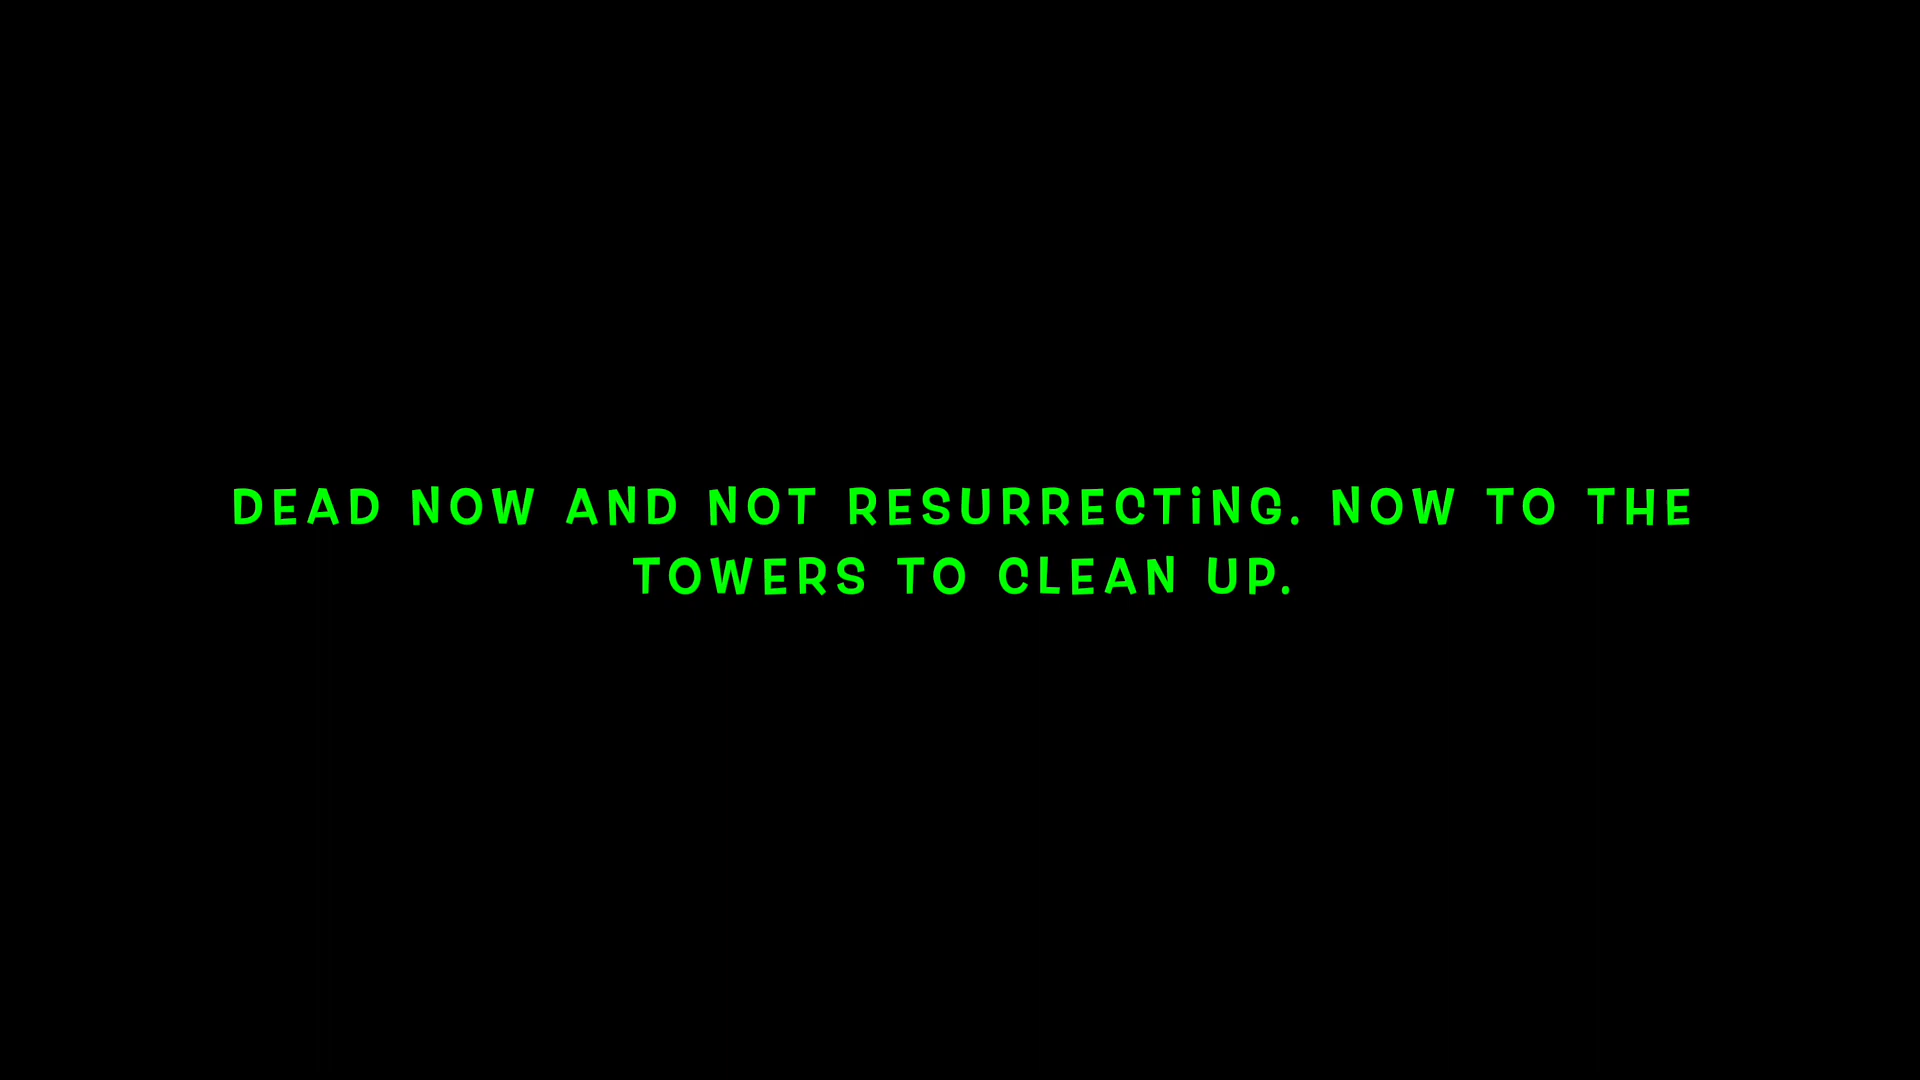 DEAD NOW AND NOT RESURRECTiNG. NOW TO THE
TOWERS TO CLEAN UP.